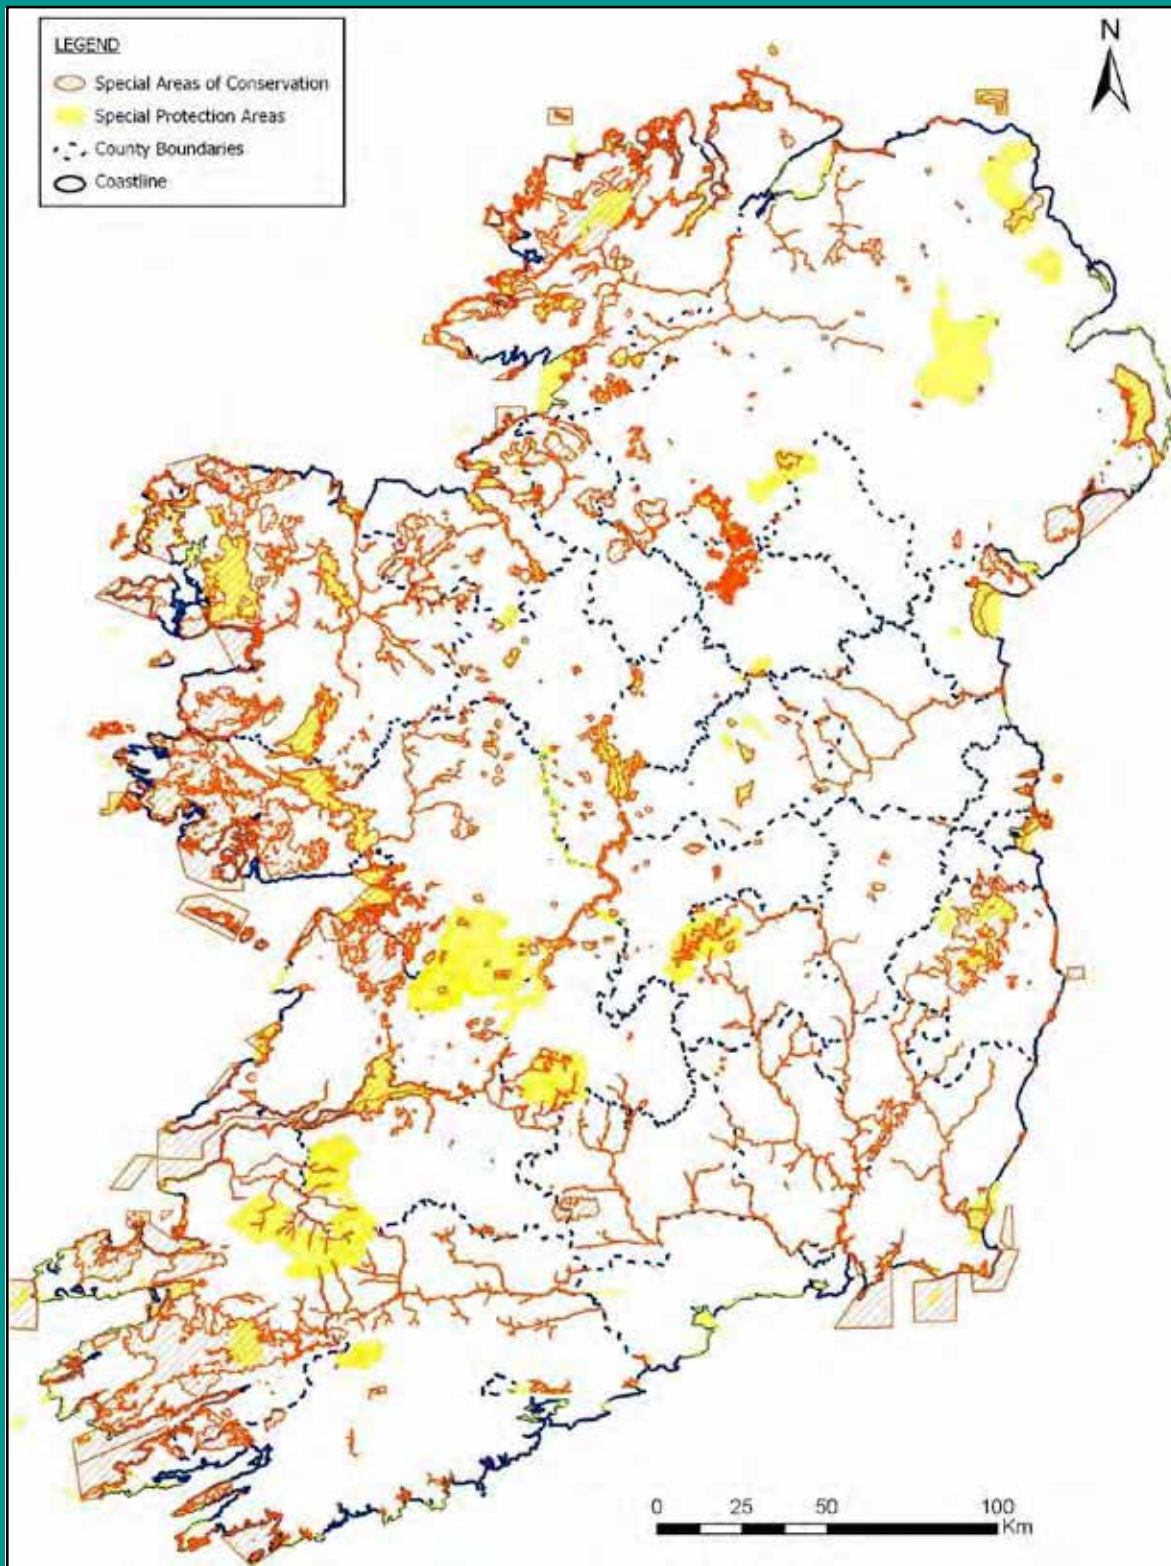 LEGEND
Special Areas of Conservation
Special Protection Areas
County Boundaries
Coastline
N
0 25 50 100
Km